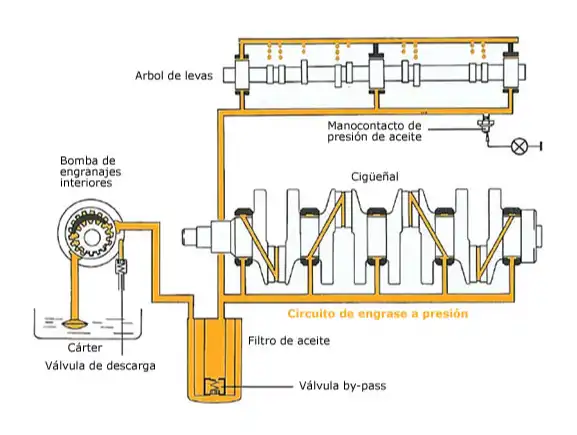 Arbol de levas
Manocontacto de
presión de aceite
Bomba de
engranajes
interiores
Cigüeñal
Circuito de engrase a presión
Filtro de aceite
Cárter
Válvula de descarga
Válvula by-pass